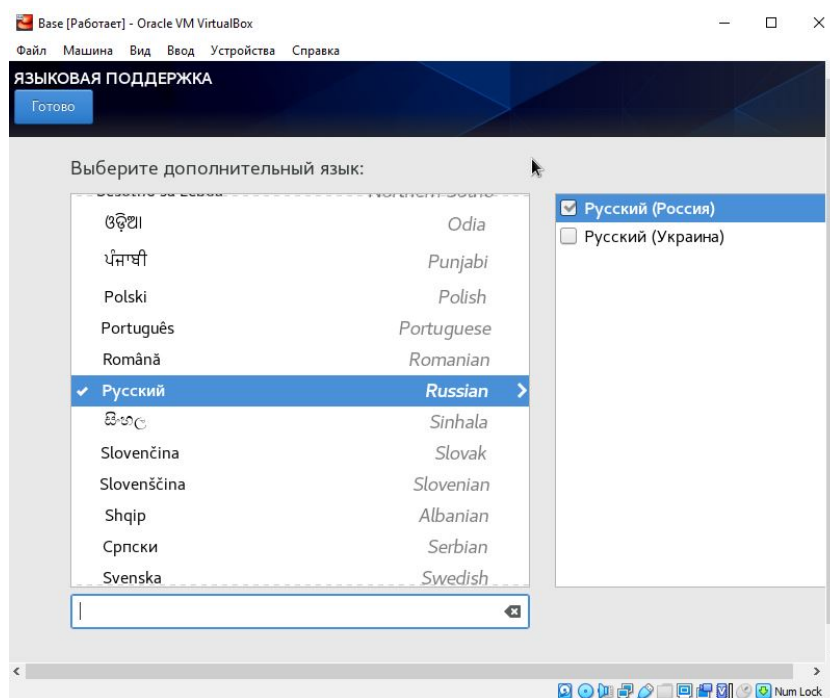 Base [Работает] - Oracle VM VirtualBox
Файл Машина Вид Ввод Устройства Справка
ЯЗЫКОВАЯ ПОДДЕРЖКА
Готово
Выберите дополнительный язык:
ଓଡ଼ିଆ Odia
ਪੰਜਾਬੀ Punjabi
Polski Polish
Português Portuguese
Română Romanian
Русский Russian
සිංහල Sinhala
Slovenčina Slovak
Slovenščina Slovenian
Shqip Albanian
Српски Serbian
Svenska Swedish
Русский (Россия)
Русский (Украина)
Num Lock